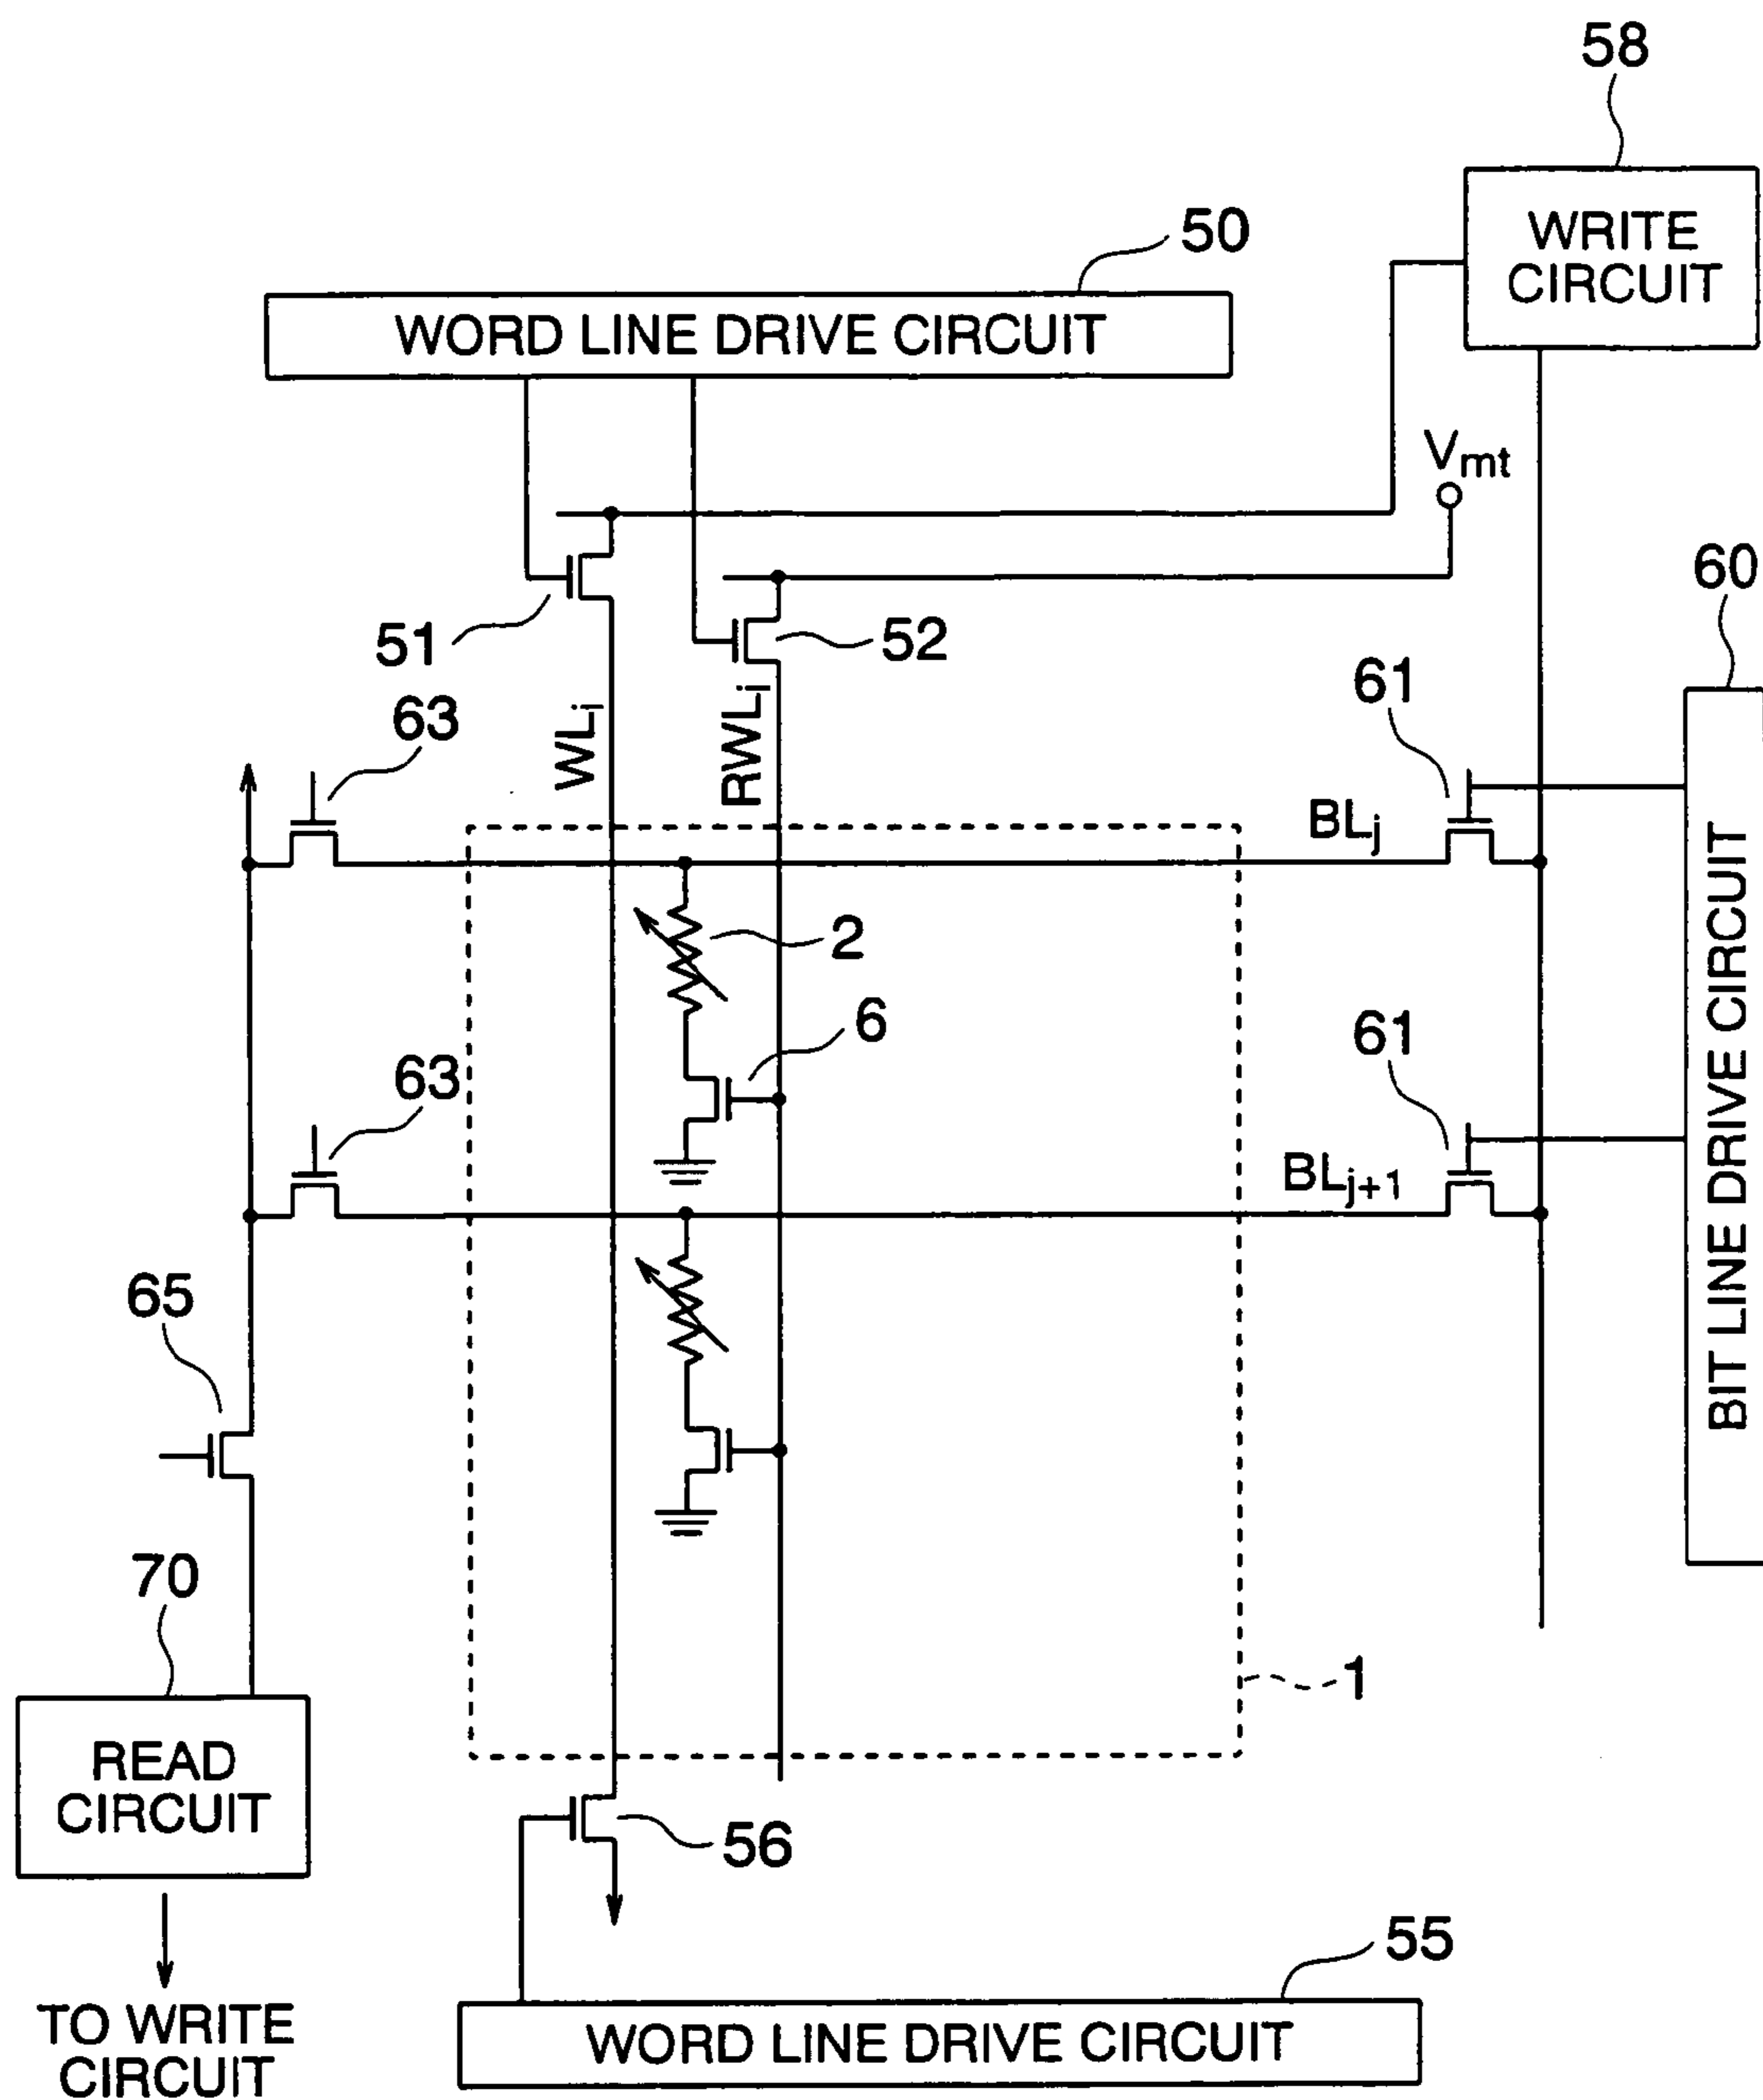 58
WRITE
CIRCUIT
50
WORD LINE DRIVE CIRCUIT
Vmt
60
51
52
61
63
WLi
RWLi
BLj
BIT LINE DRIVE CIRCUIT
2
6
61
63
BLj+1
65
70
1
READ
CIRCUIT
56
55
TO WRITE
CIRCUIT
WORD LINE DRIVE CIRCUIT